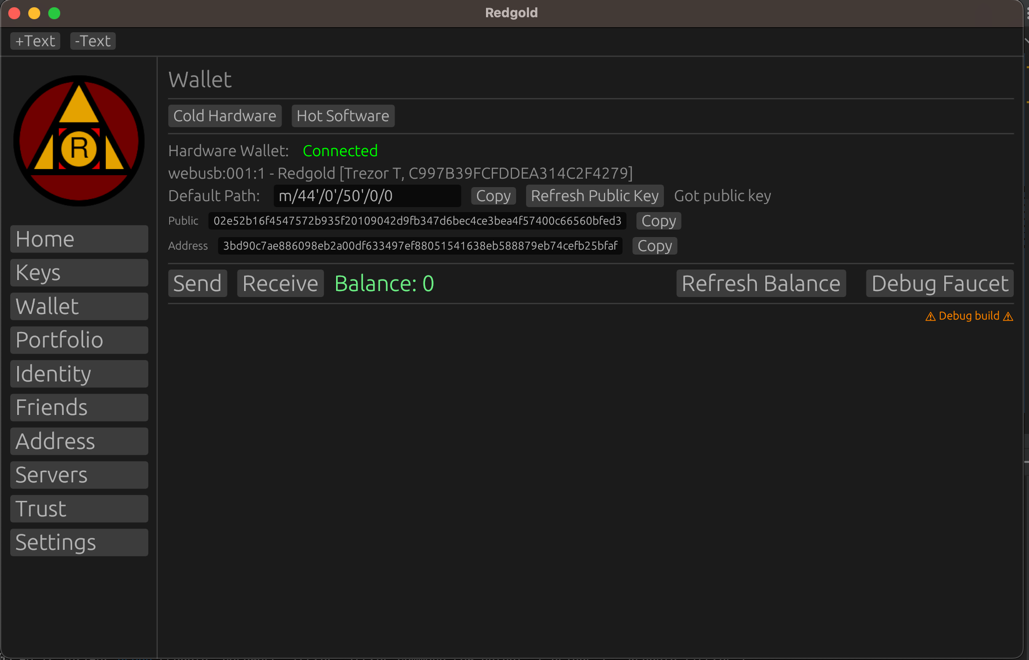 Redgold
+Text -Text
R
Home
Keys
Wallet
Portfolio
Identity
Friends
Address
Servers
Trust
Settings
Wallet
Cold Hardware Hot Software
Hardware Wallet: Connected
webusb:001:1 - Redgold [Trezor T, C997B39FCFDDEA314C2F4279]
Default Path: m/44'/0'/50'/0/0 Copy Refresh Public Key Got public key
Public 02e52b16f4547572b935f20109042d9fb347d6bec4ce3bea4f57400c66560bfed3 Copy
Address 3bd90c7ae886098eb2a00df633497ef88051541638eb588879eb74cefb25bfaf Copy
Send Receive Balance: 0 Refresh Balance Debug Faucet
⚠ Debug build ⚠